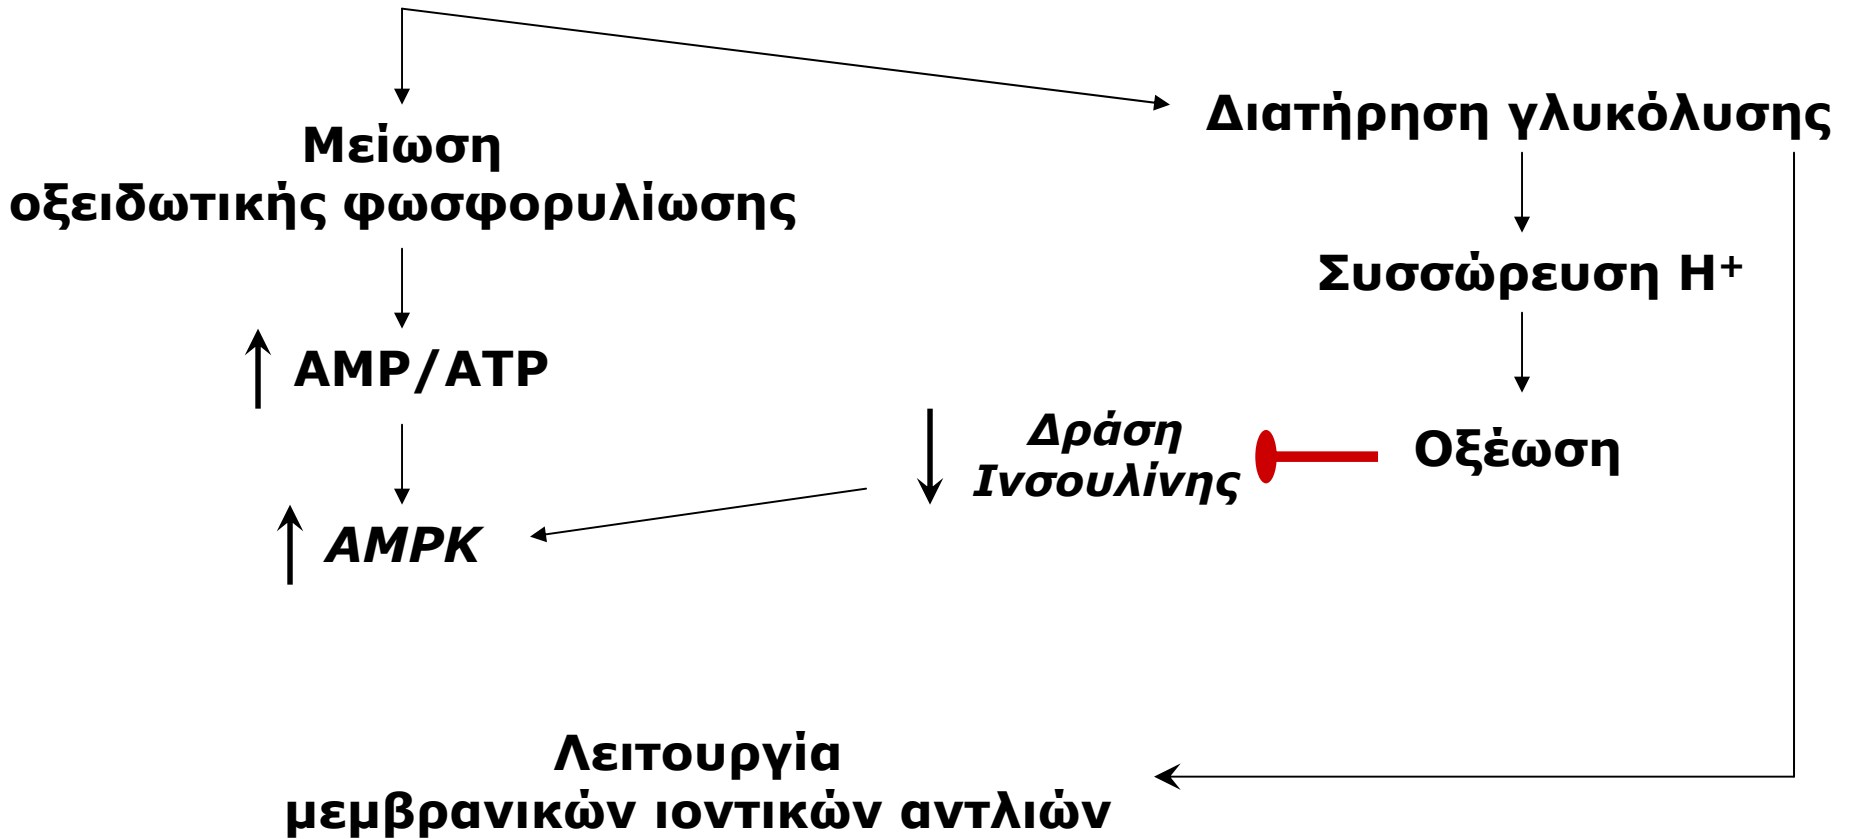 Διατήρηση γλυκόλυσης
Μείωση
οξειδωτικής φωσφορυλίωσης
Συσσώρευση Η⁺
AMP/ATP
Δράση
Ινσουλίνης
Οξέωση
AMPK
Λειτουργία
μεμβρανικών ιοντικών αντλιών